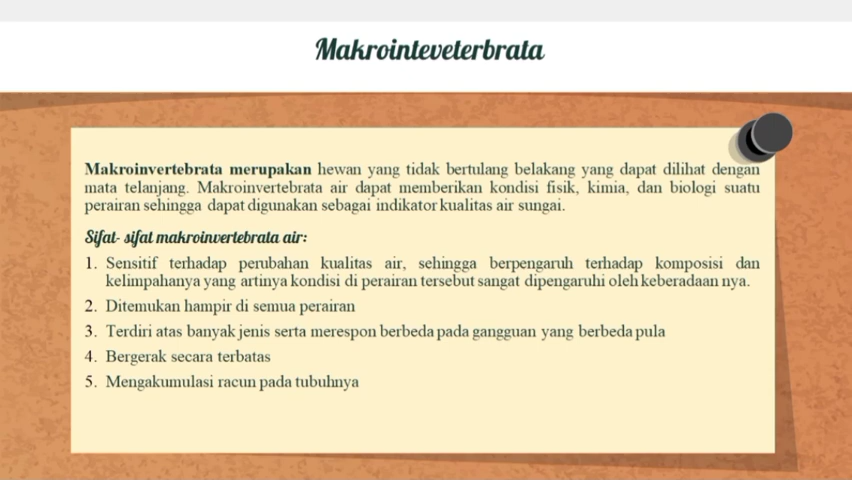 Makrointeveterbrata
Makroinvertebrata merupakan hewan yang tidak bertulang belakang yang dapat dilihat dengan
mata telanjang. Makroinvertebrata air dapat memberikan kondisi fisik, kimia, dan biologi suatu
perairan sehingga dapat digunakan sebagai indikator kualitas air sungai.
Sifat- sifat makroinvertebrata air:
1. Sensitif terhadap perubahan kualitas air, sehingga berpengaruh terhadap komposisi dan
kelimpahanya yang artinya kondisi di perairan tersebut sangat dipengaruhi oleh keberadaan nya.
2. Ditemukan hampir di semua perairan
3. Terdiri atas banyak jenis serta merespon berbeda pada gangguan yang berbeda pula
4. Bergerak secara terbatas
5. Mengakumulasi racun pada tubuhnya